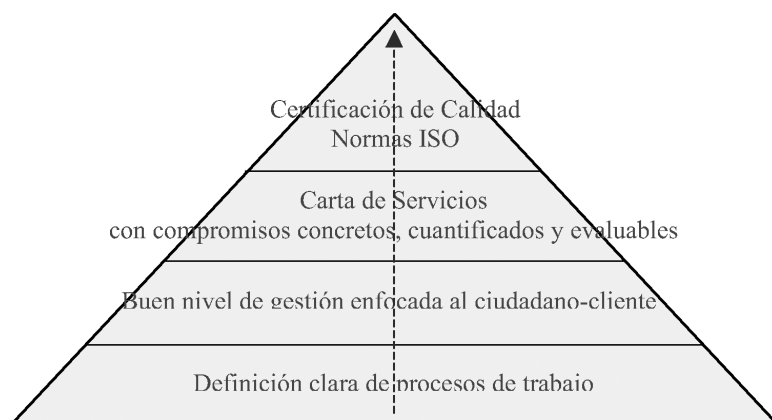 Certificación de Calidad
Normas ISO
Carta de Servicios
con compromisos concretos, cuantificados y evaluables
Buen nivel de gestión enfocada al ciudadano-cliente
Definición clara de procesos de trabajo